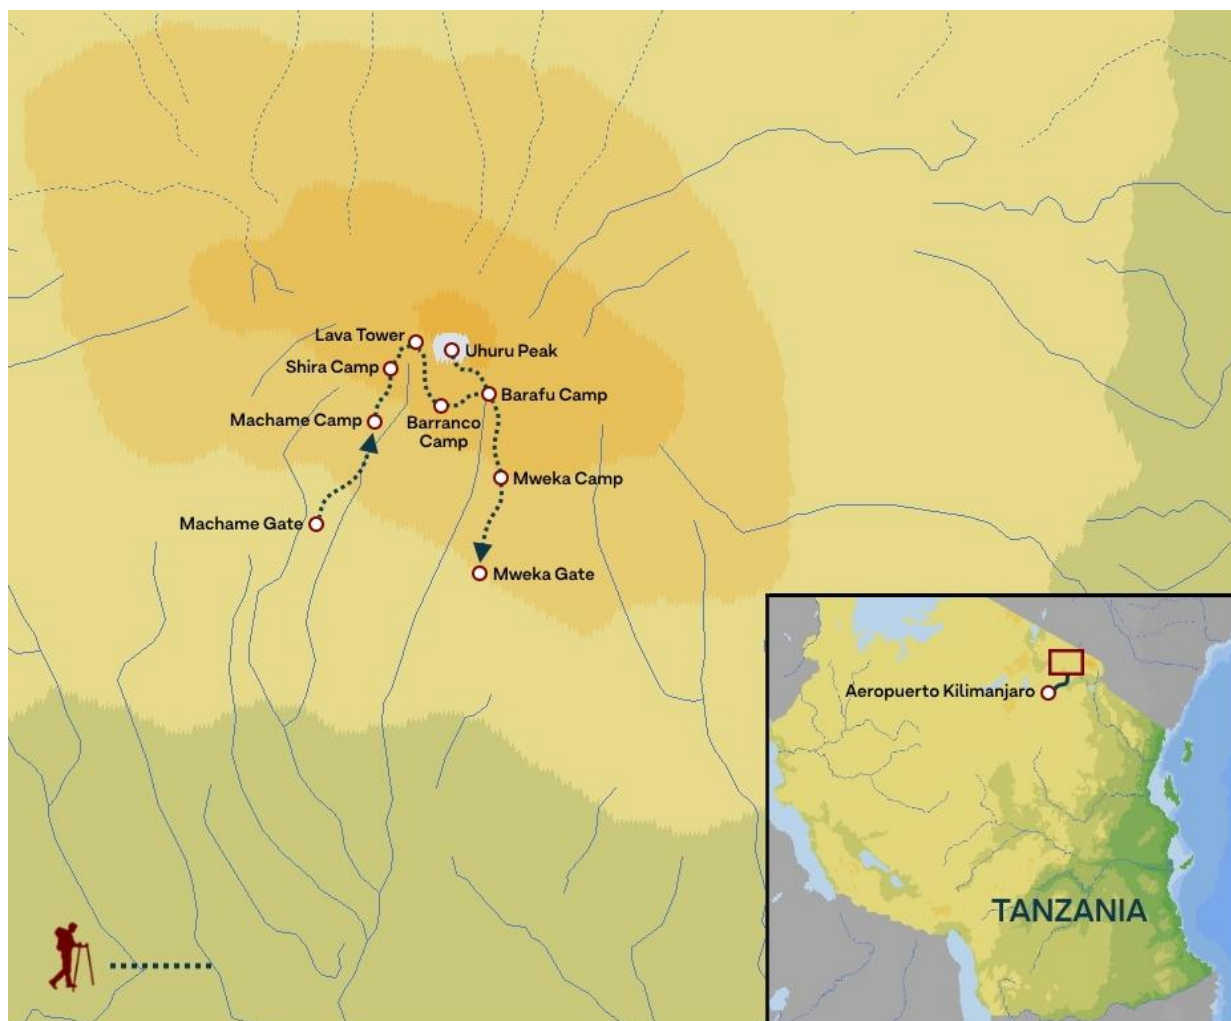 Lava Tower
Uhuru Peak
Shira Camp
Barafu Camp
Machame Camp
Barranco
Camp
Mweka Camp
Machame Gate
Mweka Gate
Aeropuerto Kilimanjaro
TANZANIA